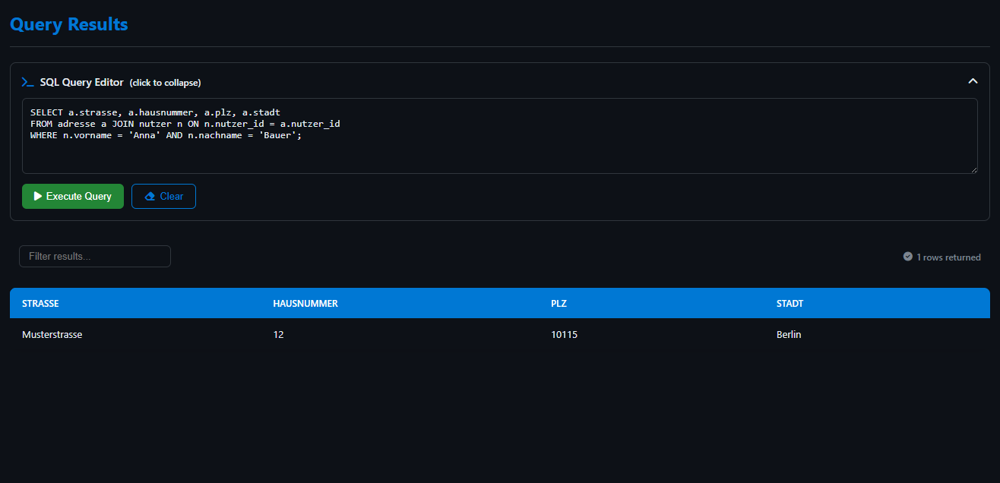 Query Results
SQL Query Editor (click to collapse)
SELECT a.strasse, a.hausnummer, a.plz, a.stadt
FROM adresse a JOIN nutzer n ON n.nutzer_id = a.nutzer_id
WHERE n.vorname = 'Anna' AND n.nachname = 'Bauer';
Execute Query Clear
Filter results... 1 rows returned
STRASSE HAUSNUMMER PLZ STADT
Musterstrasse 12 10115 Berlin